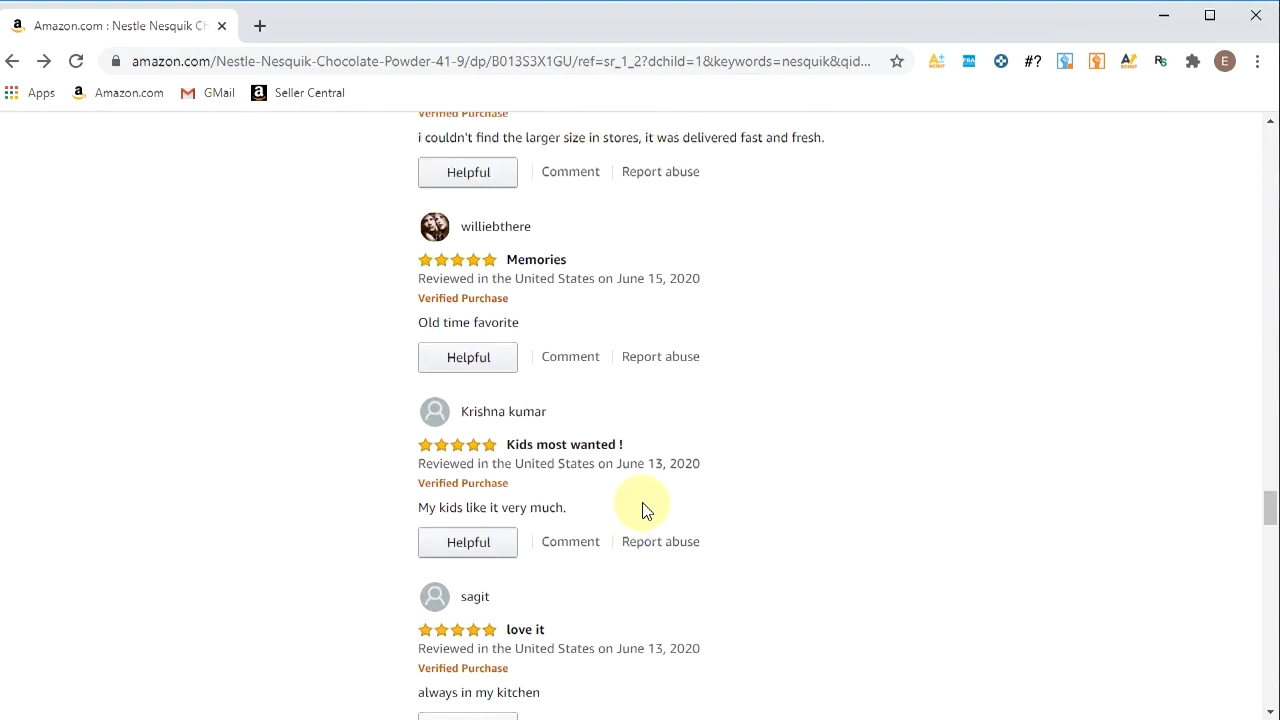 Amazon.com : Nestle Nesquik Ch
amazon.com/Nestle-Nesquik-Chocolate-Powder-41-9/dp/B013S3X1GU/ref=sr_1_2?dchild=1&keywords=nesquik&qid...
#?
E
Apps
Amazon.com
GMail
Seller Central
Verified Purchase
i couldn't find the larger size in stores, it was delivered fast and fresh.
Helpful
Comment
Report abuse
williebthere
Memories
Reviewed in the United States on June 15, 2020
Verified Purchase
Old time favorite
Helpful
Comment
Report abuse
Krishna kumar
Kids most wanted !
Reviewed in the United States on June 13, 2020
Verified Purchase
My kids like it very much.
Helpful
Comment
Report abuse
sagit
love it
Reviewed in the United States on June 13, 2020
Verified Purchase
always in my kitchen